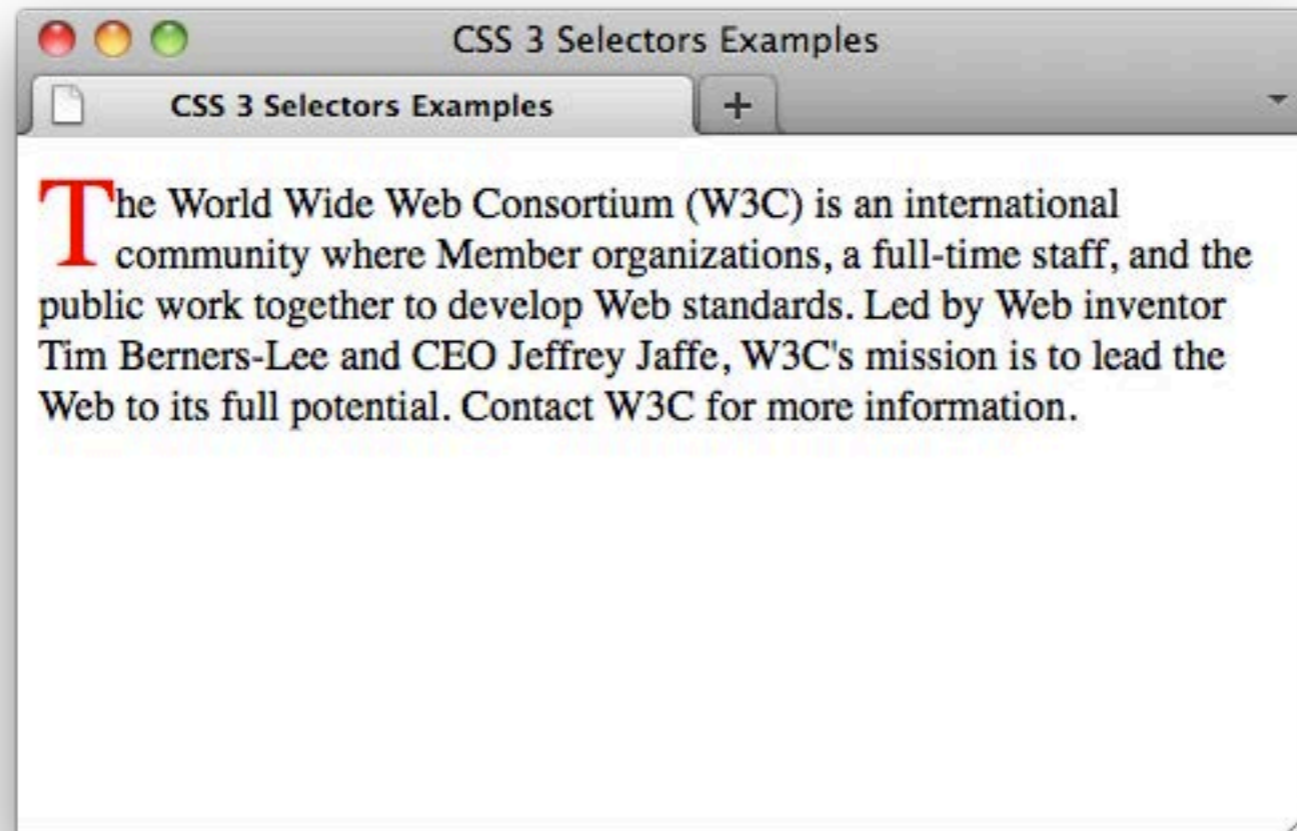 CSS 3 Selectors Examples
CSS 3 Selectors Examples +
The World Wide Web Consortium (W3C) is an international
community where Member organizations, a full-time staff, and the
public work together to develop Web standards. Led by Web inventor
Tim Berners-Lee and CEO Jeffrey Jaffe, W3C's mission is to lead the
Web to its full potential. Contact W3C for more information.